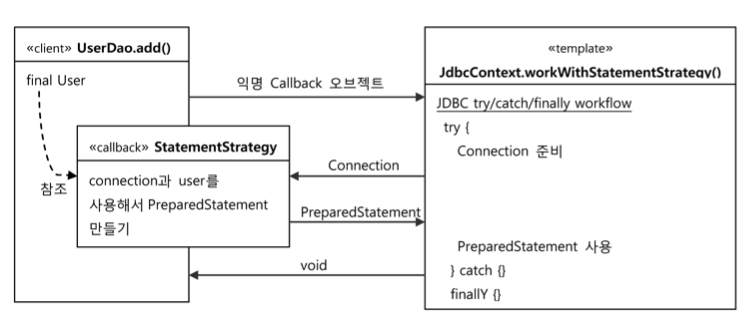 «client» UserDao.add()
final User
참조
«callback» StatementStrategy
connection과 user를
사용해서 PreparedStatement
만들기
익명 Callback 오브젝트
Connection
PreparedStatement
void
«template»
JdbcContext.workWithStatementStrategy()
JDBC try/catch/finally workflow
try {
Connection 준비
PreparedStatement 사용
} catch {}
finallY {}